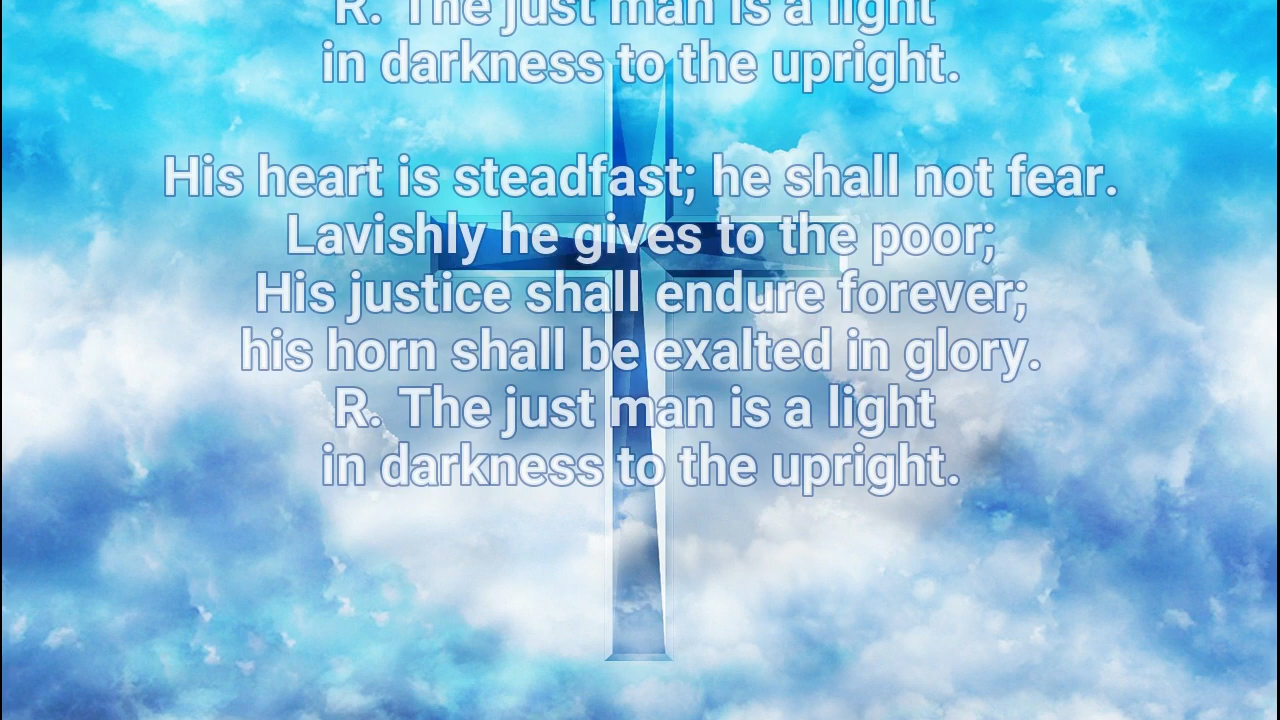 R. The just man is a light
in darkness to the upright.
His heart is steadfast; he shall not fear.
Lavishly he gives to the poor;
His justice shall endure forever;
his horn shall be exalted in glory.
R. The just man is a light
in darkness to the upright.